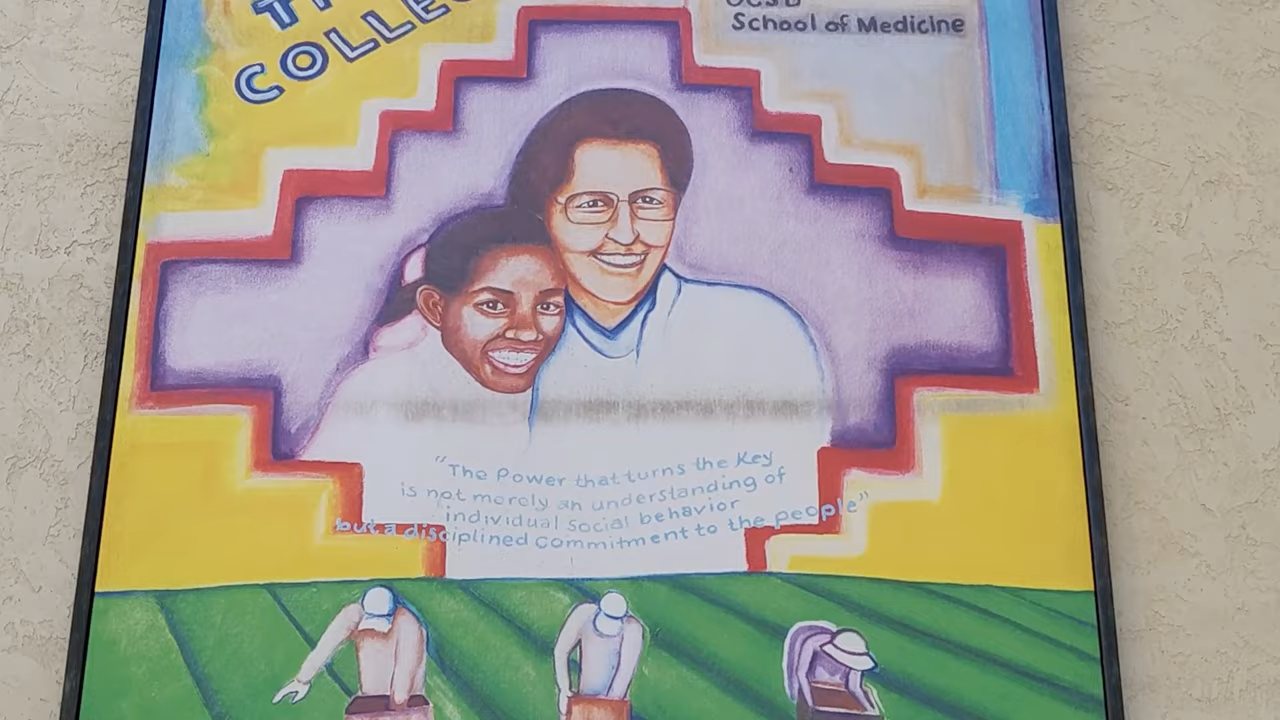 COLLE
School of Medicine
"The Power that turns the Key
is not merely an understanding of
individual social behavior
but a disciplined commitment to the people"